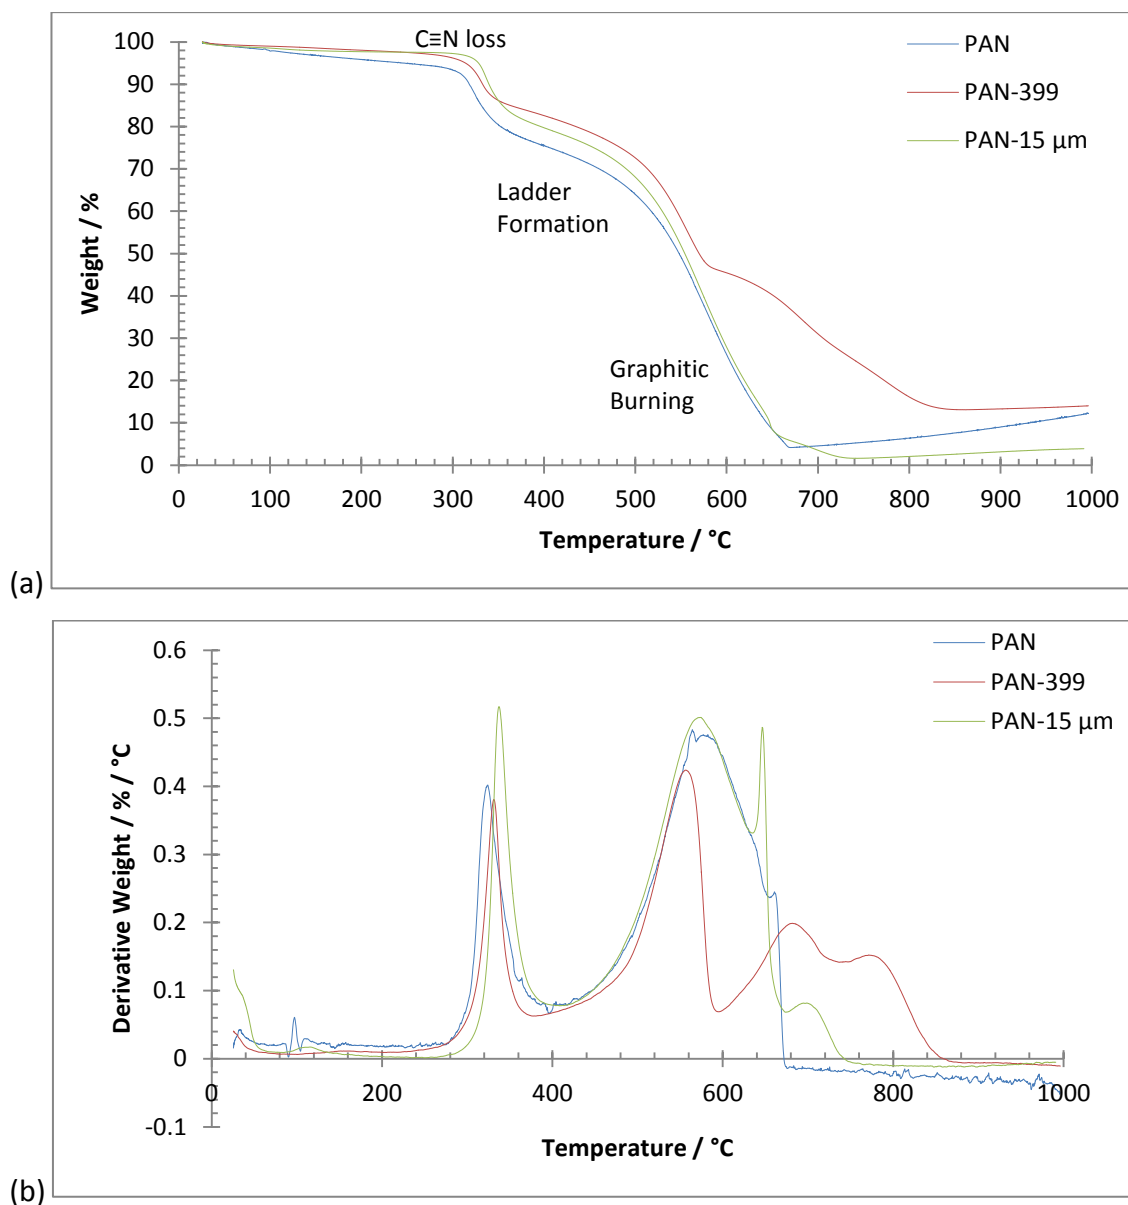 C≡N loss
PAN
PAN-399
PAN-15 µm
Ladder
Formation
Graphitic
Burning
Weight / %
100
90
80
70
60
50
40
30
20
10
0
0 100 200 300 400 500 600 700 800 900 1000
Temperature / °C
(a)
PAN
PAN-399
PAN-15 µm
Derivative Weight / % / °C
0.6
0.5
0.4
0.3
0.2
0.1
0
-0.1
0 200 400 600 800 1000
Temperature / °C
(b)